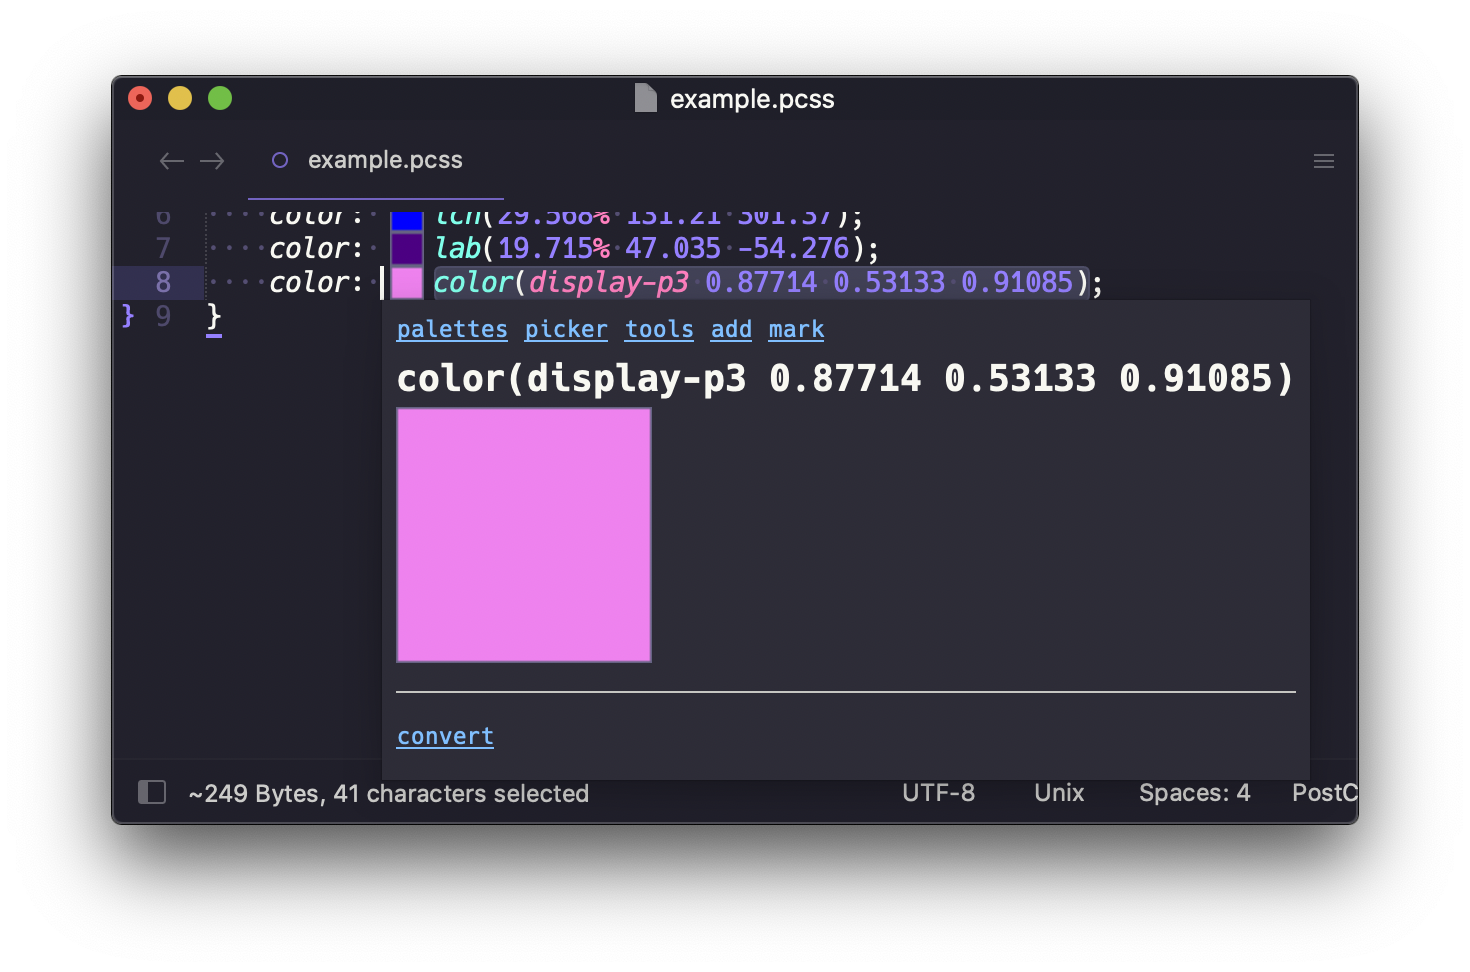 example.pcss
example.pcss
6 color: lch(29.568% 131.21 301.37);
7 color: lab(19.715% 47.035 -54.276);
8 color: color(display-p3 0.87714 0.53133 0.91085);
} 9 }
palettes picker tools add mark
color(display-p3 0.87714 0.53133 0.91085)
convert
~249 Bytes, 41 characters selected UTF-8 Unix Spaces: 4 PostC